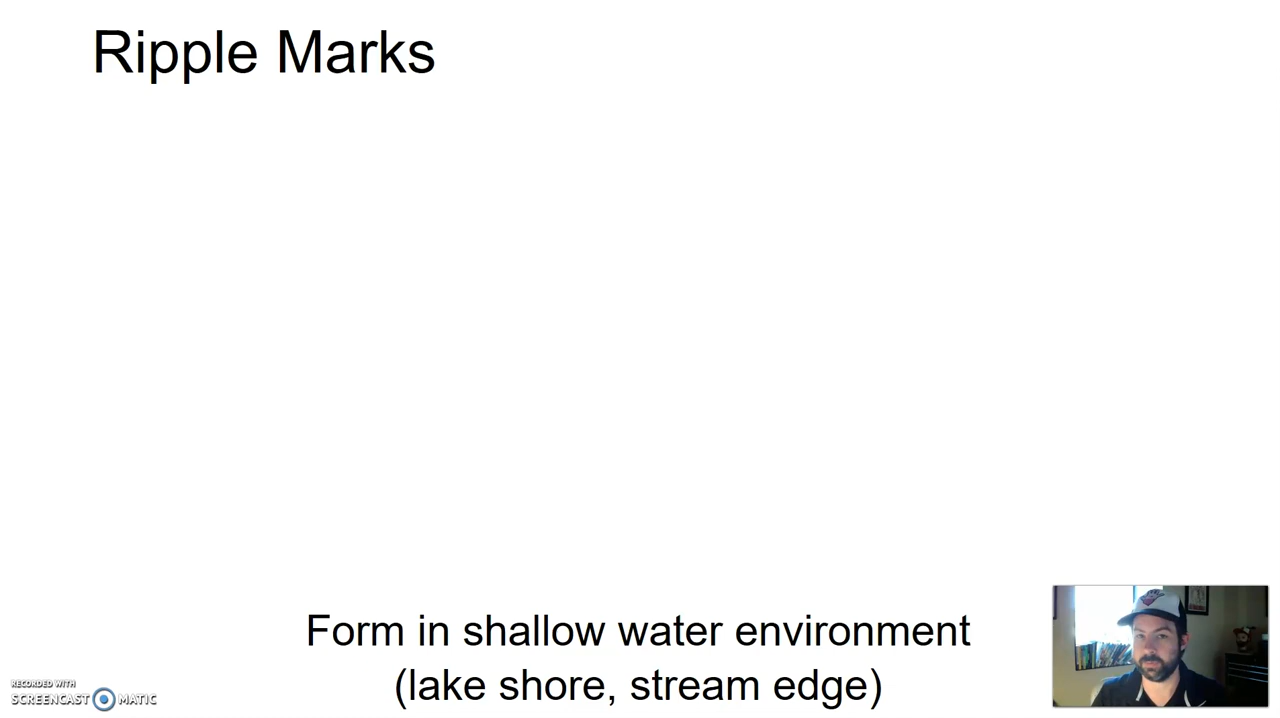 Ripple Marks
Form in shallow water environment
(lake shore, stream edge)
RECORDED WITH
SCREENCAST MATIC